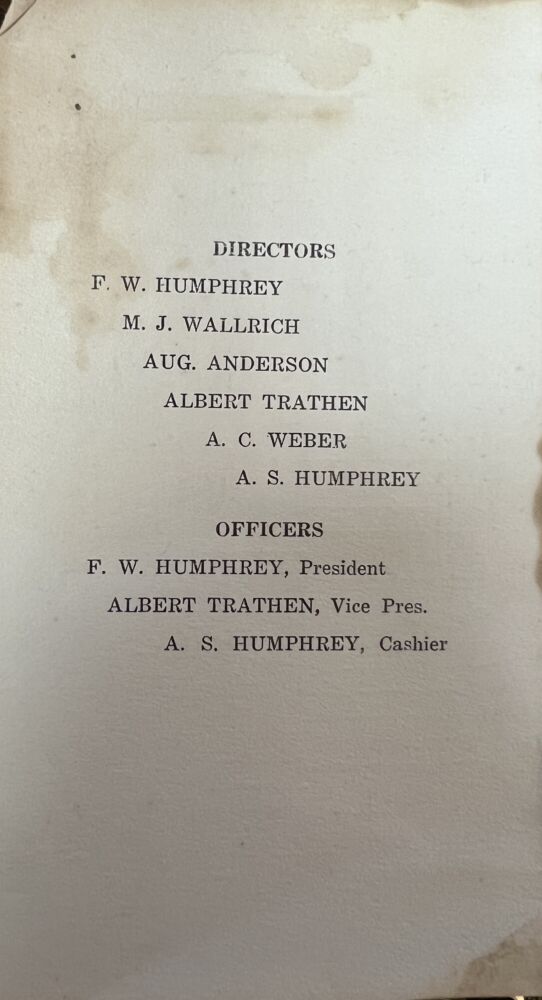 DIRECTORS
F. W. HUMPHREY
M. J. WALLRICH
AUG. ANDERSON
ALBERT TRATHEN
A. C. WEBER
A. S. HUMPHREY
OFFICERS
F. W. HUMPHREY, President
ALBERT TRATHEN, Vice Pres.
A. S. HUMPHREY, Cashier